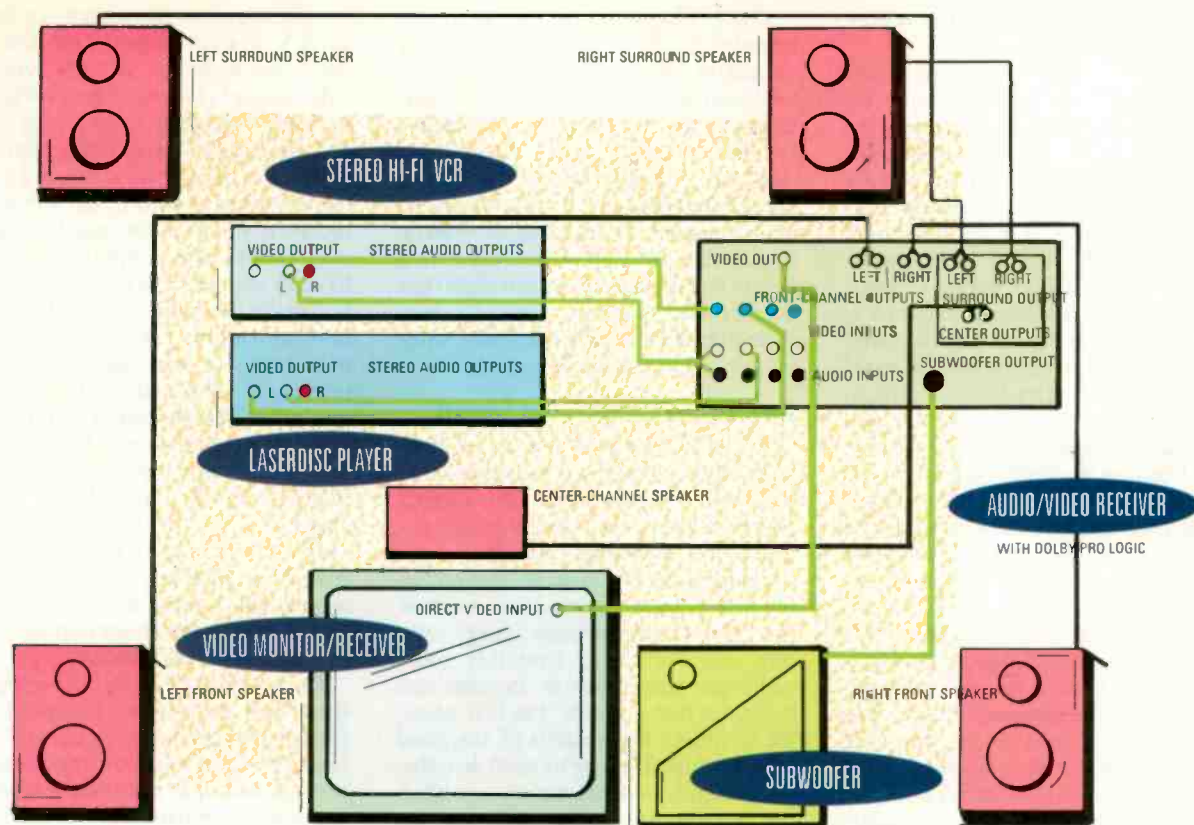 LEFT SURROUND SPEAKER
RIGHT SURROUND SPEAKER
STEREO HI-FI VCR
VIDEO OUTPUT STEREO AUDIO OUTPUTS
L R
VIDEO OUT
LEFT RIGHT
LEFT RIGHT
FRONT-CHANNEL OUTPUTS
SURROUND OUTPUT
VIDEO INPUTS
CENTER OUTPUTS
AUDIO INPUTS
SUBWOOFER OUTPUT
VIDEO OUTPUT STEREO AUDIO OUTPUTS
L R
LASERDISC PLAYER
CENTER-CHANNEL SPEAKER
AUDIO/VIDEO RECEIVER
WITH DOLBY PRO LOGIC
DIRECT VIDEO INPUT
VIDEO MONITOR/RECEIVER
LEFT FRONT SPEAKER
RIGHT FRONT SPEAKER
SUBWOOFER